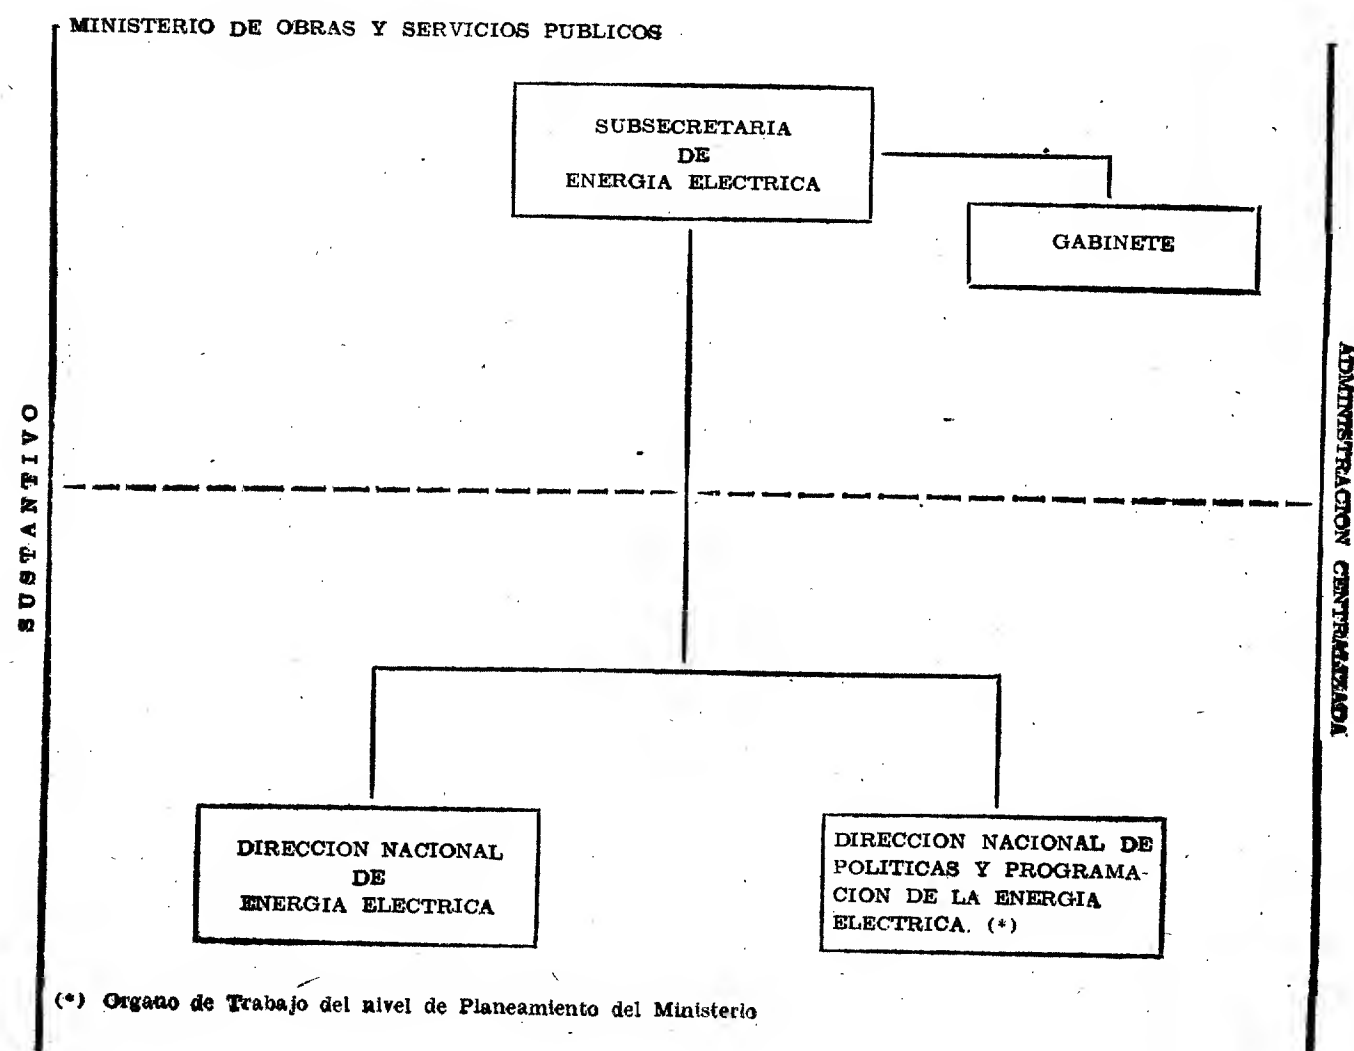 MINISTERIO DE OBRAS Y SERVICIOS PUBLICOS
SUBSECRETARIA
DE
ENERGIA ELECTRICA
GABINETE
SUSTANTIVO
ADMINISTRACION CENTRALIZADA
DIRECCION NACIONAL
DE
ENERGIA ELECTRICA
DIRECCION NACIONAL DE
POLITICAS Y PROGRAMA-
CION DE LA ENERGIA
ELECTRICA. (*)
(*) Organo de Trabajo del nivel de Planeamiento del Ministerio